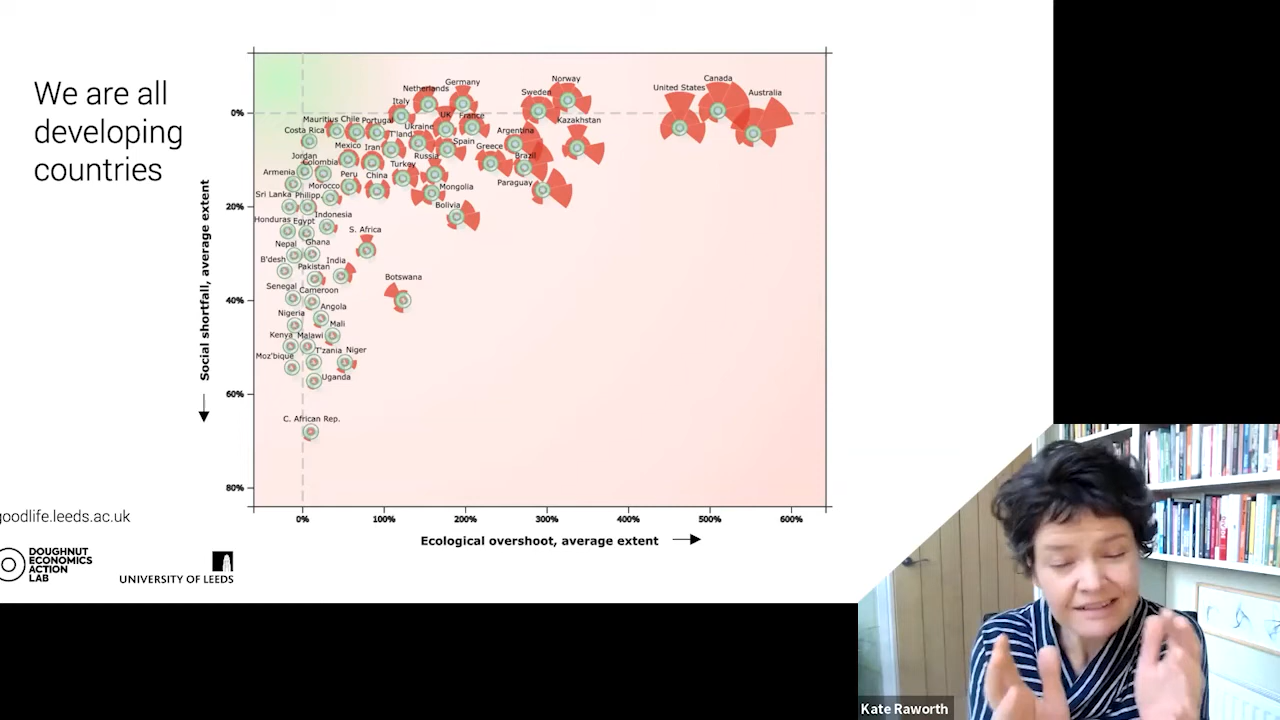 We are all
developing
countries
Social shortfall, average extent
0%
20%
40%
60%
80%
0%
100%
200%
300%
400%
500%
600%
Ecological overshoot, average extent
Norway
Canada
Germany
Netherlands
Sweden
United States
Australia
Italy
Mauritius
Chile
Portugal
UK
France
Kazakhstan
Costa Rica
Ukraine
Argentina
T'land
Mexico
Iran
Spain
Greece
Brazil
Jordan
Colombia
Russia
Armenia
Peru
China
Turkey
Paraguay
Morocco
Mongolia
Sri Lanka
Philipp.
Bolivia
Honduras
Egypt
Indonesia
S. Africa
Nepal
Ghana
B'desh
Pakistan
India
Botswana
Senegal
Cameroon
Nigeria
Angola
Mali
Kenya
Malawi
T'zania
Niger
Moz'bique
Uganda
C. African Rep.
goodlife.leeds.ac.uk
DOUGHNUT
ECONOMICS
ACTION
LAB
UNIVERSITY OF LEEDS
Kate Raworth